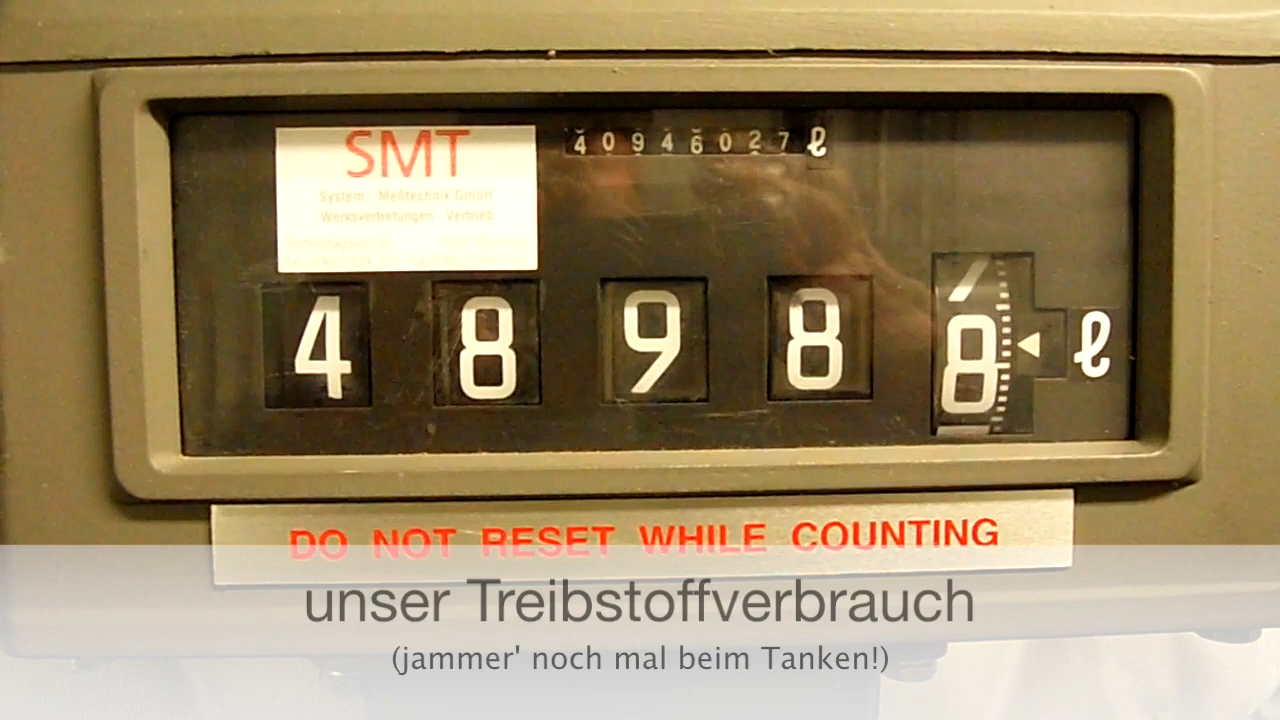 SMT
System - Meßtechnik GmbH
Werksvertretungen Vertrieb
40946027 ℓ
4 8 9 8 8 ℓ
DO NOT RESET WHILE COUNTING
unser Treibstoffverbrauch
(jammer' noch mal beim Tanken!)